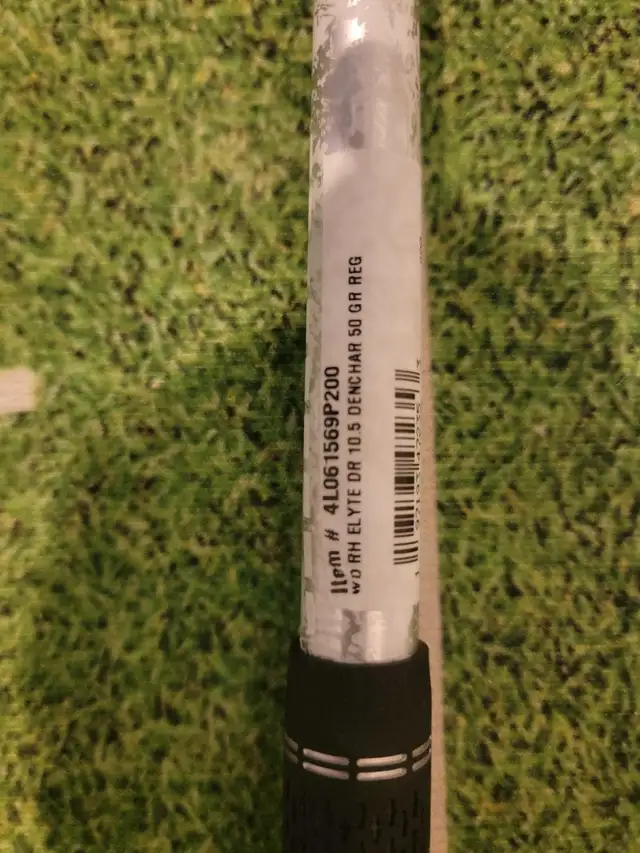 Item # 4L061569P200
WD RH ELYTE DR 10.5 DENCHAR 50 GR REG